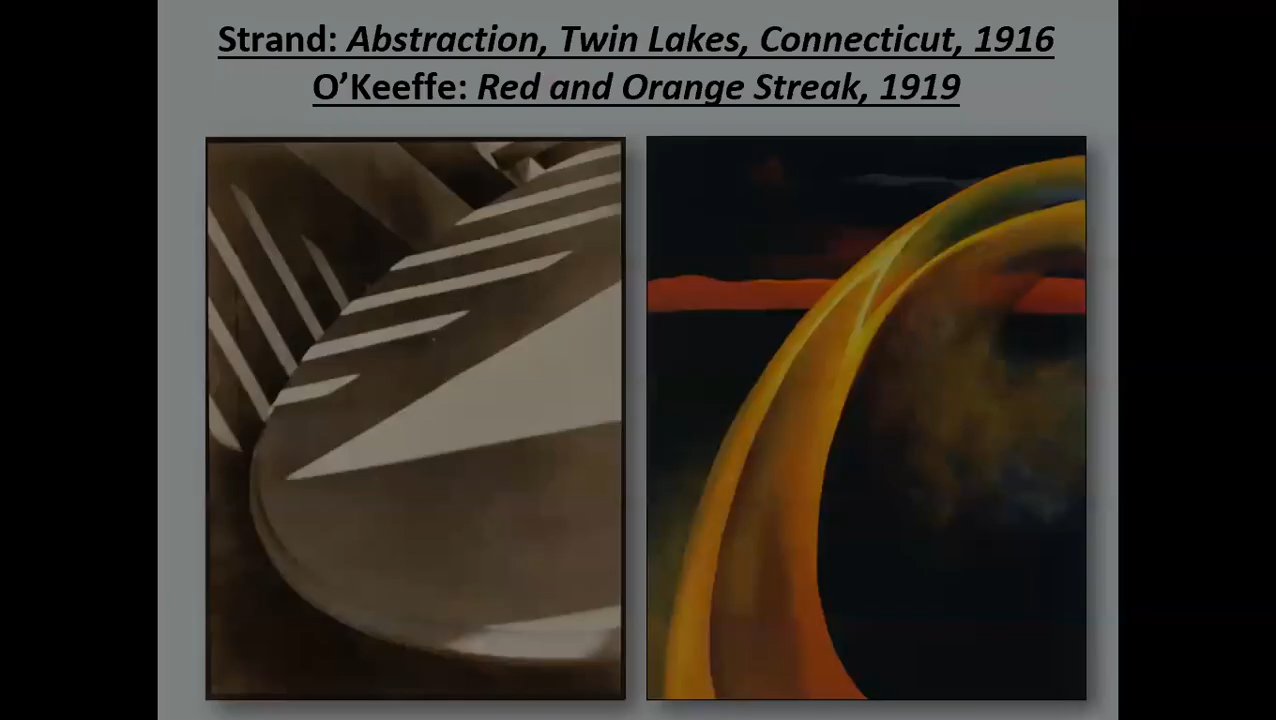 Strand: Abstraction, Twin Lakes, Connecticut, 1916
O’Keeffe: Red and Orange Streak, 1919